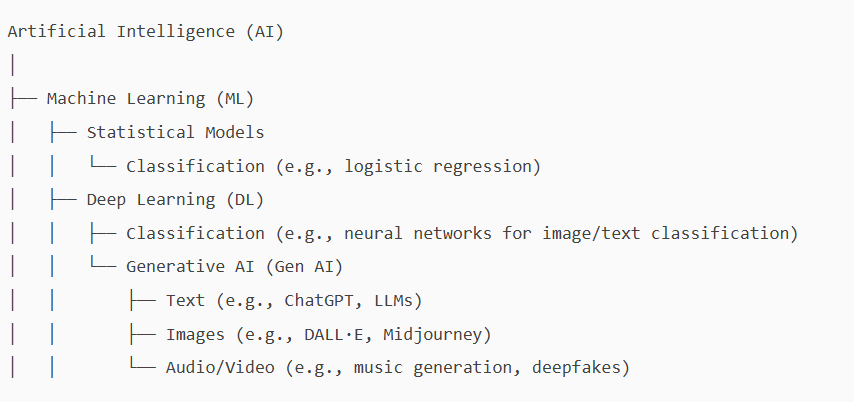 Artificial Intelligence (AI)
│
├── Machine Learning (ML)
│   ├── Statistical Models
│   │   └── Classification (e.g., logistic regression)
│   ├── Deep Learning (DL)
│   │   ├── Classification (e.g., neural networks for image/text classification)
│   │   └── Generative AI (Gen AI)
│   │       ├── Text (e.g., ChatGPT, LLMs)
│   │       ├── Images (e.g., DALL·E, Midjourney)
│   │       └── Audio/Video (e.g., music generation, deepfakes)